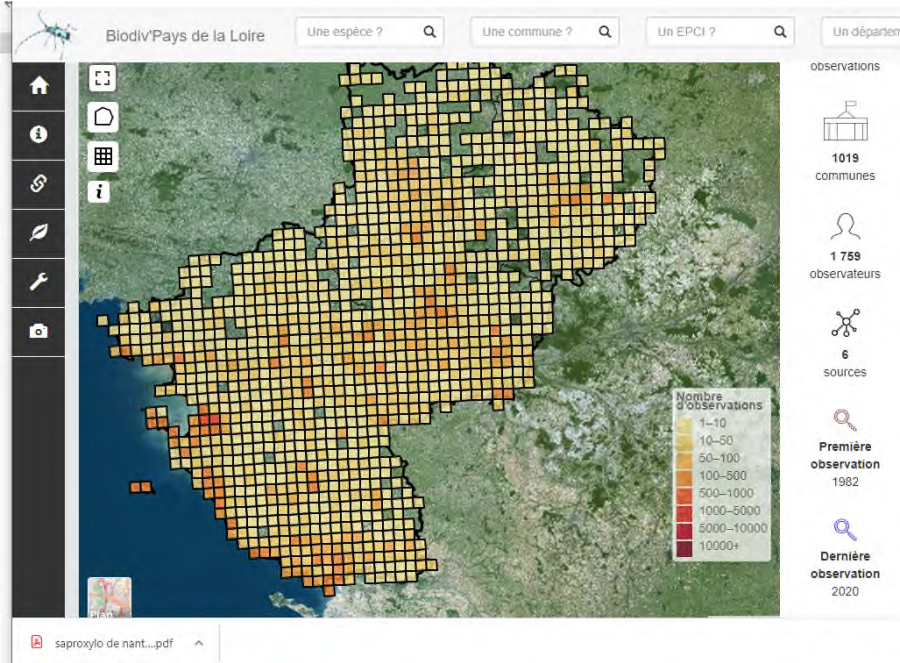 Biodiv'Pays de la Loire
Une espèce ?
Une commune ?
Un EPCI ?
Un départem
observations
1019
communes
1 759
observateurs
6
sources
Première
observation
1982
Dernière
observation
2020
i
Nombre
d'observations
1–10
10–50
50–100
100–500
500–1000
1000–5000
5000–10000
10000+
Plan
saproxylo de nant....pdf